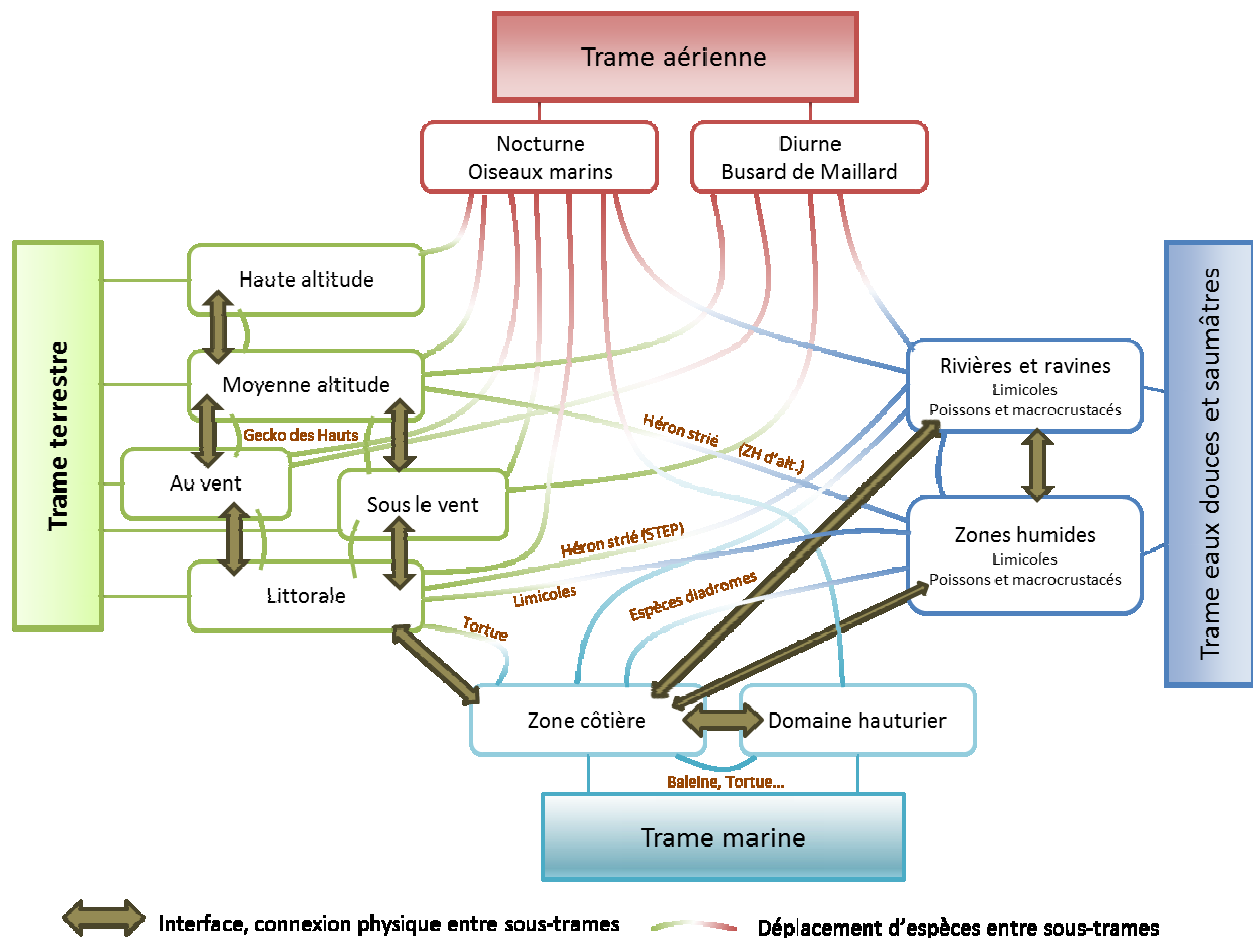 Trame aérienne
Nocturne
Oiseaux marins
Diurne
Busard de Maillard
Trame terrestre
Haute altitude
Moyenne altitude
Gecko des Hauts
Au vent
Sous le vent
Littorale
Trame eaux douces et saumâtres
Rivières et ravines
Limicoles
Poissons et macrocrustacés
Zones humides
Limicoles
Poissons et macrocrustacés
Héron strié (ZH d'alt.)
Héron strié (STEP)
Limicoles
Espèces diadromes
Tortue
Zone côtière
Domaine hauturier
Baleine, Tortue...
Trame marine
Interface, connexion physique entre sous-trames
Déplacement d'espèces entre sous-trames